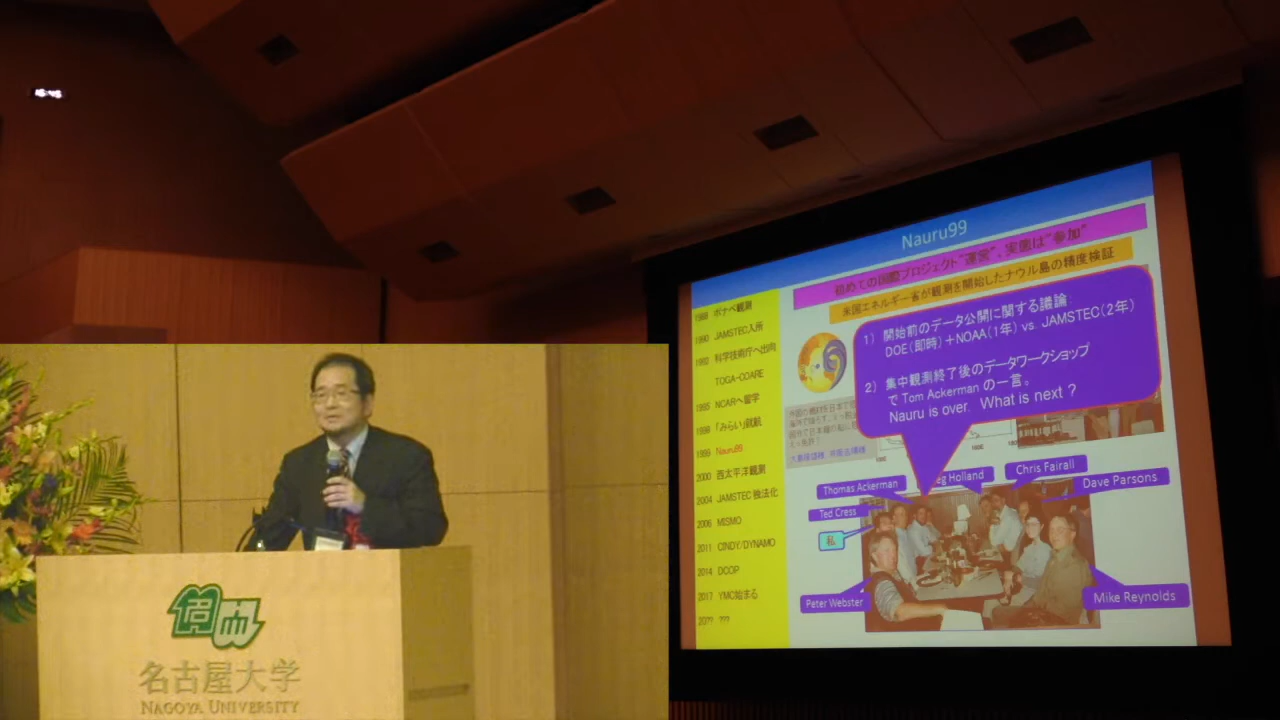 Nauru99
初めての国際プロジェクト“運営”、実態は“参加”
米国エネルギー省が観測を開始したナウル島の精度検証
1988 ポナペ観測
1990 JAMSTEC入所
1992 科学技術庁へ出向
TOGA-COARE
1995 NCARへ留学
1998 「みらい」就航
1999 Nauru99
2000 西太平洋観測
2004 JAMSTEC 独法化
2006 MISMO
2011 CINDY/DYNAMO
2014 DCOP
2017 YMC始まる
20?? ???
1) 開始前のデータ公開に関する議論
DOE(即時)+NOAA(1年) vs. JAMSTEC(2年)
2) 集中観測終了後のデータワークショップ
で Tom Ackerman の一言。
Nauru is over. What is next ?
Thomas Ackerman
eg Holland
Chris Fairall
Dave Parsons
Ted Cress
私
Peter Webster
Mike Reynolds
名古屋大学
NAGOYA UNIVERSITY